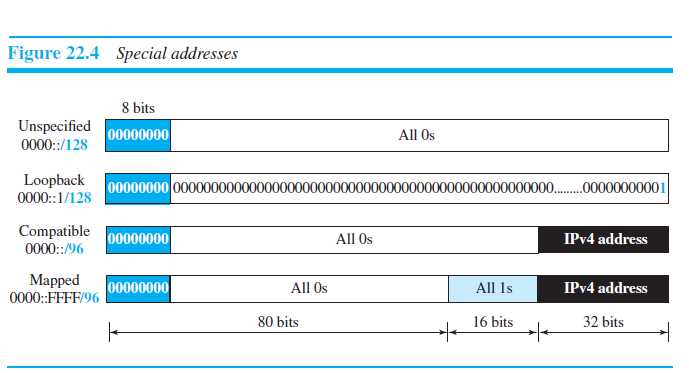 Figure 22.4 Special addresses
8 bits
Unspecified
0000::/128
00000000 All 0s
Loopback
0000::1/128
00000000 000000000000000000000000000000000000000000000000.........00000000001
Compatible
0000::/96
00000000 All 0s IPv4 address
Mapped
0000::FFFF/96
00000000 All 0s All 1s IPv4 address
80 bits 16 bits 32 bits